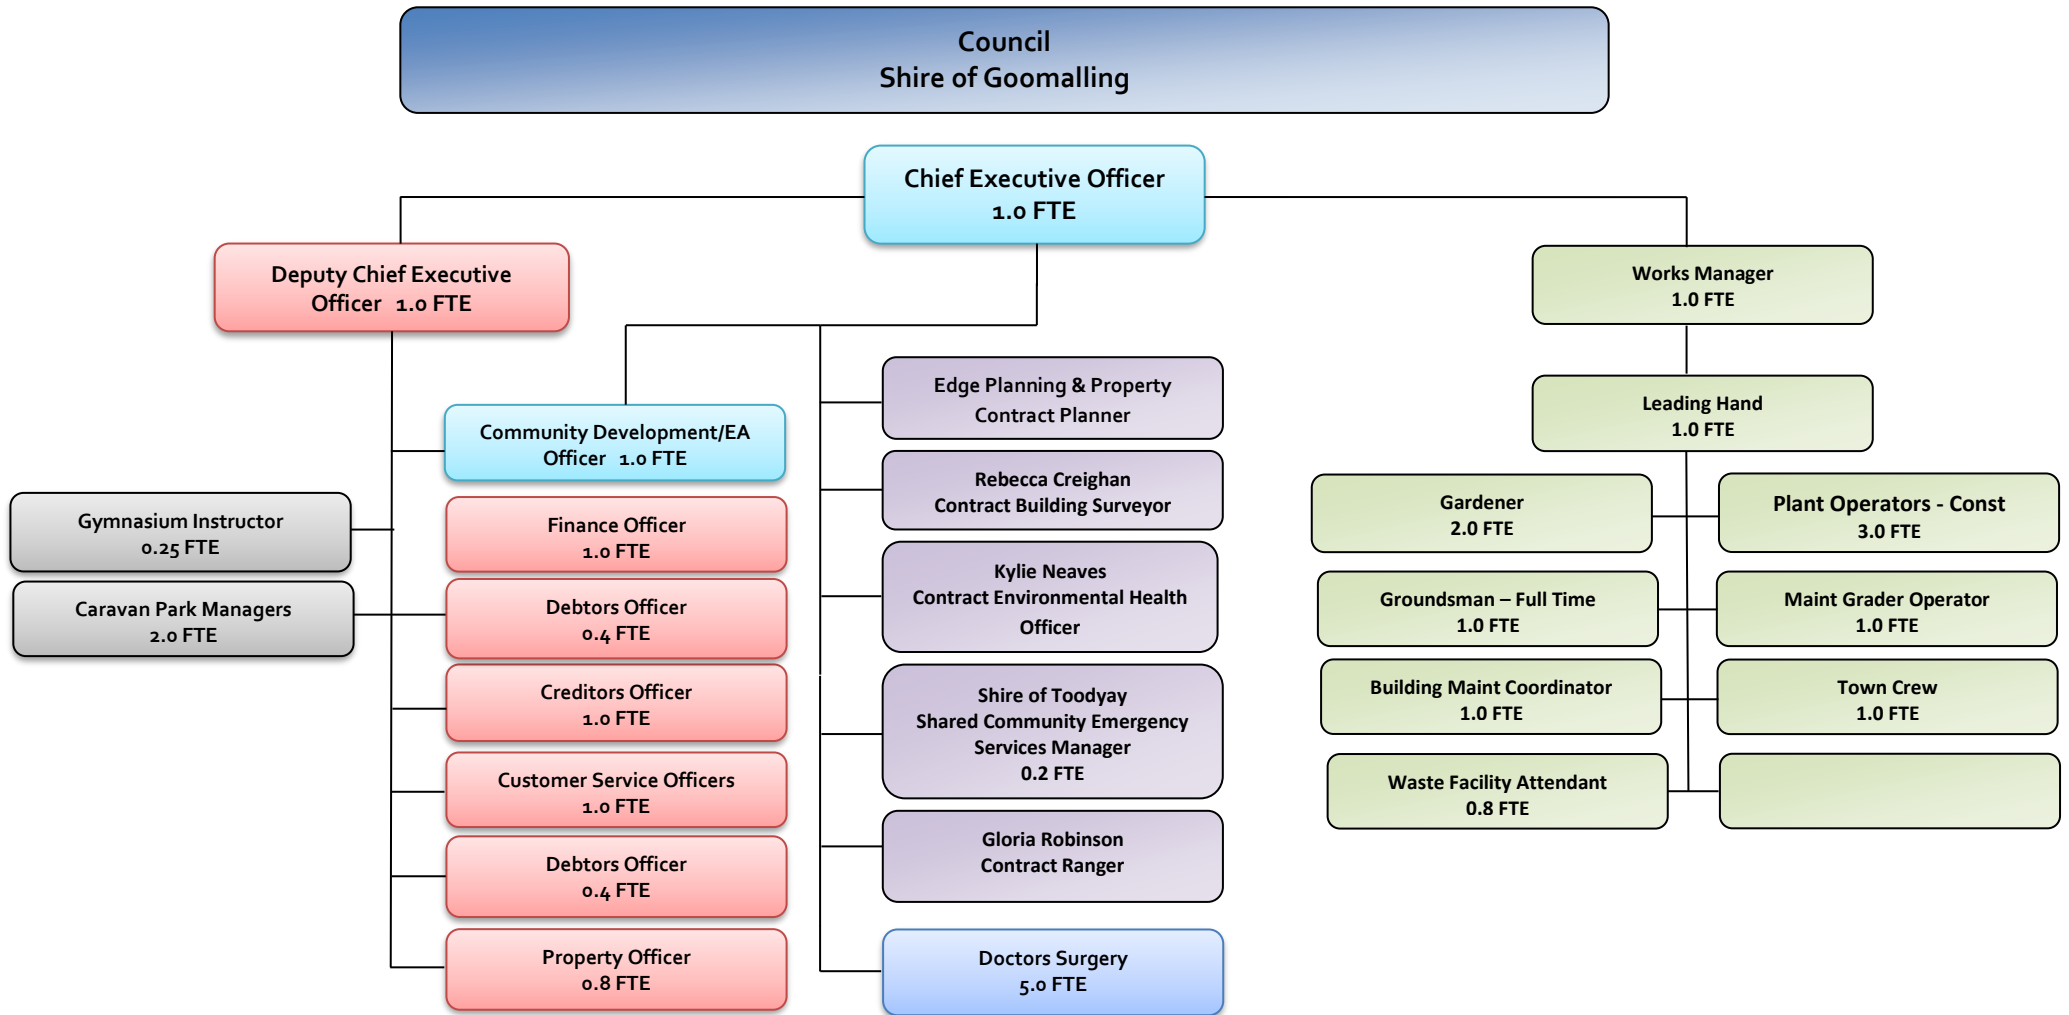 Council
Shire of Goomalling
Chief Executive Officer
1.0 FTE
Deputy Chief Executive
Officer 1.0 FTE
Works Manager
1.0 FTE
Leading Hand
1.0 FTE
Community Development/EA
Officer 1.0 FTE
Gymnasium Instructor
0.25 FTE
Caravan Park Managers
2.0 FTE
Finance Officer
1.0 FTE
Debtors Officer
0.4 FTE
Creditors Officer
1.0 FTE
Customer Service Officers
1.0 FTE
Debtors Officer
0.4 FTE
Property Officer
0.8 FTE
Edge Planning & Property
Contract Planner
Rebecca Creighan
Contract Building Surveyor
Kylie Neaves
Contract Environmental Health
Officer
Shire of Toodyay
Shared Community Emergency
Services Manager
0.2 FTE
Gloria Robinson
Contract Ranger
Doctors Surgery
5.0 FTE
Gardener
2.0 FTE
Plant Operators - Const
3.0 FTE
Groundsman – Full Time
1.0 FTE
Maint Grader Operator
1.0 FTE
Building Maint Coordinator
1.0 FTE
Town Crew
1.0 FTE
Waste Facility Attendant
0.8 FTE